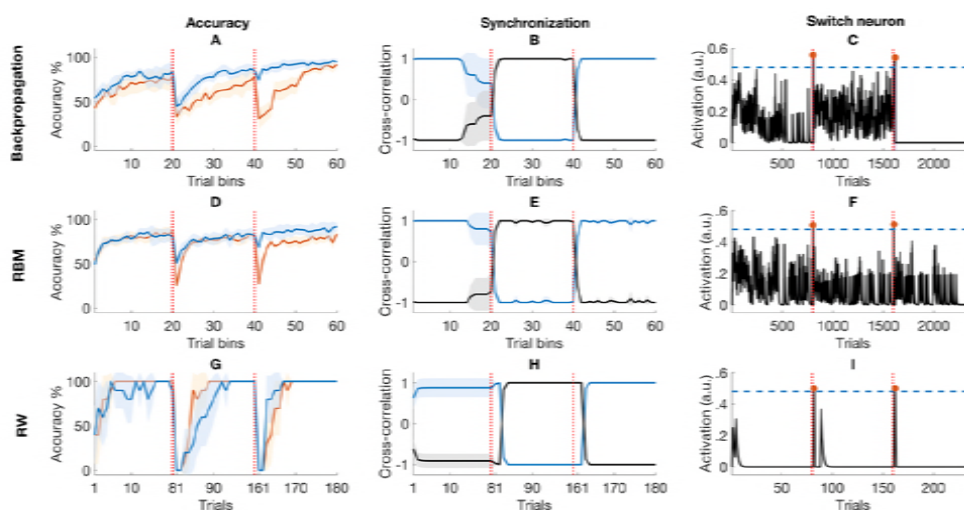 Accuracy Synchronization Switch neuron
A B C
Backpropagation
Accuracy %
100
50
0
10 20 30 40 50 60
Trial bins
Cross-correlation
1
0
-1
10 20 30 40 50 60
Trial bins
Activation (a.u.)
0.6
0.4
0.2
0
500 1000 1500 2000
Trials
D E F
RBM
Accuracy %
100
50
0
10 20 30 40 50 60
Trial bins
Cross-correlation
1
0
-1
10 20 30 40 50 60
Trial bins
Activation (a.u.)
.6
.4
.2
0
500 1000 1500 2000
Trials
G H I
RW
Accuracy %
100
50
0
1 10 81 90 161 170 180
Trials
Cross-correlation
1
0
-1
1 10 81 90 161 170 180
Trials
Activation (a.u.)
.6
.4
.2
0
50 100 150 200
Trials